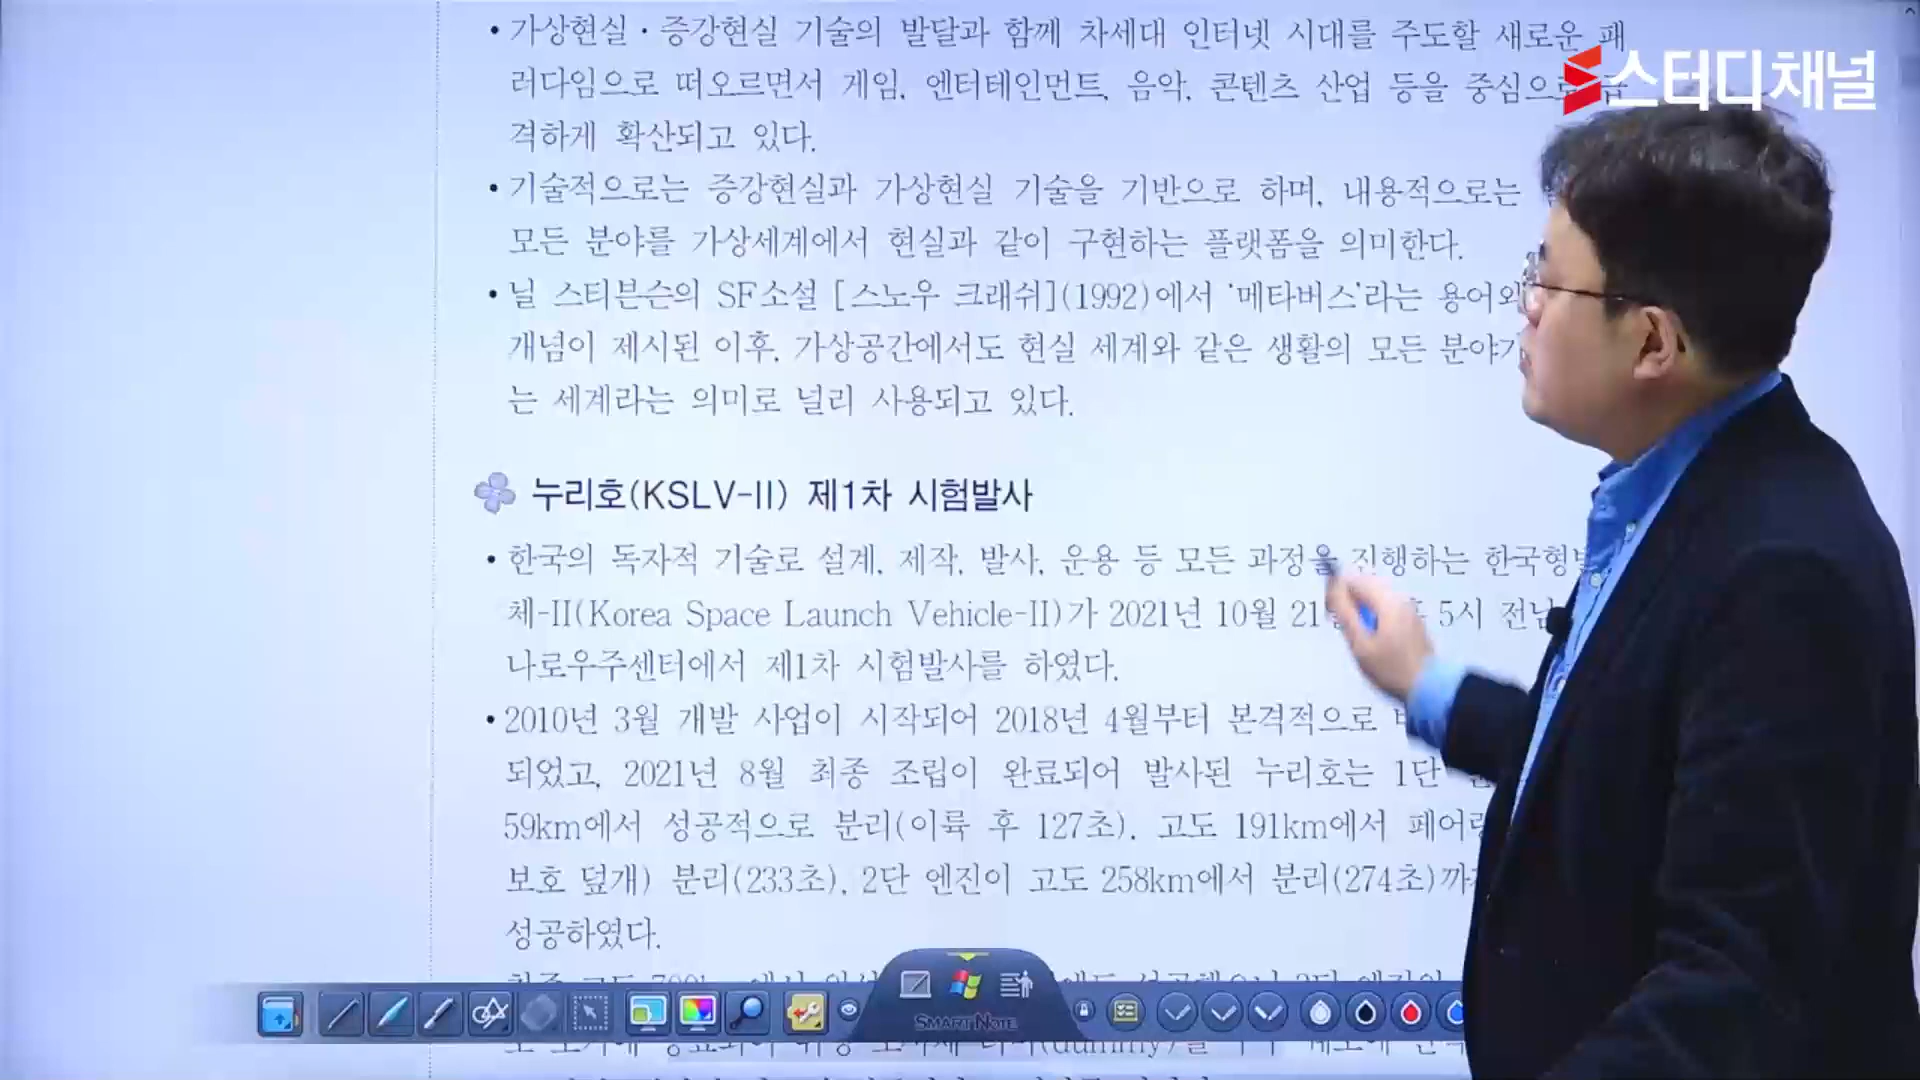 • 가상현실 · 증강현실 기술의 발달과 함께 차세대 인터넷 시대를 주도할 새로운 패
스터디채널
러다임으로 떠오르면서 게임, 엔터테인먼트, 음악, 콘텐츠 산업 등을 중심으로 급
격하게 확산되고 있다.
• 기술적으로는 증강현실과 가상현실 기술을 기반으로 하며, 내용적으로는
모든 분야를 가상세계에서 현실과 같이 구현하는 플랫폼을 의미한다.
• 닐 스티븐슨의 SF소설 [스노우 크래쉬](1992)에서 '메타버스'라는 용어와
개념이 제시된 이후, 가상공간에서도 현실 세계와 같은 생활의 모든 분야가
는 세계라는 의미로 널리 사용되고 있다.
누리호(KSLV-II) 제1차 시험발사
• 한국의 독자적 기술로 설계, 제작, 발사, 운용 등 모든 과정을 진행하는 한국형발
체-II(Korea Space Launch Vehicle-II)가 2021년 10월 21 5시 전남
나로우주센터에서 제1차 시험발사를 하였다.
• 2010년 3월 개발 사업이 시작되어 2018년 4월부터 본격적으로
되었고, 2021년 8월 최종 조립이 완료되어 발사된 누리호는 1단
59km에서 성공적으로 분리(이륙 후 127초), 고도 191km에서 페어링
보호 덮개) 분리(233초), 2단 엔진이 고도 258km에서 분리(274초)까지
성공하였다.
SMART NOTE
(dummy)를